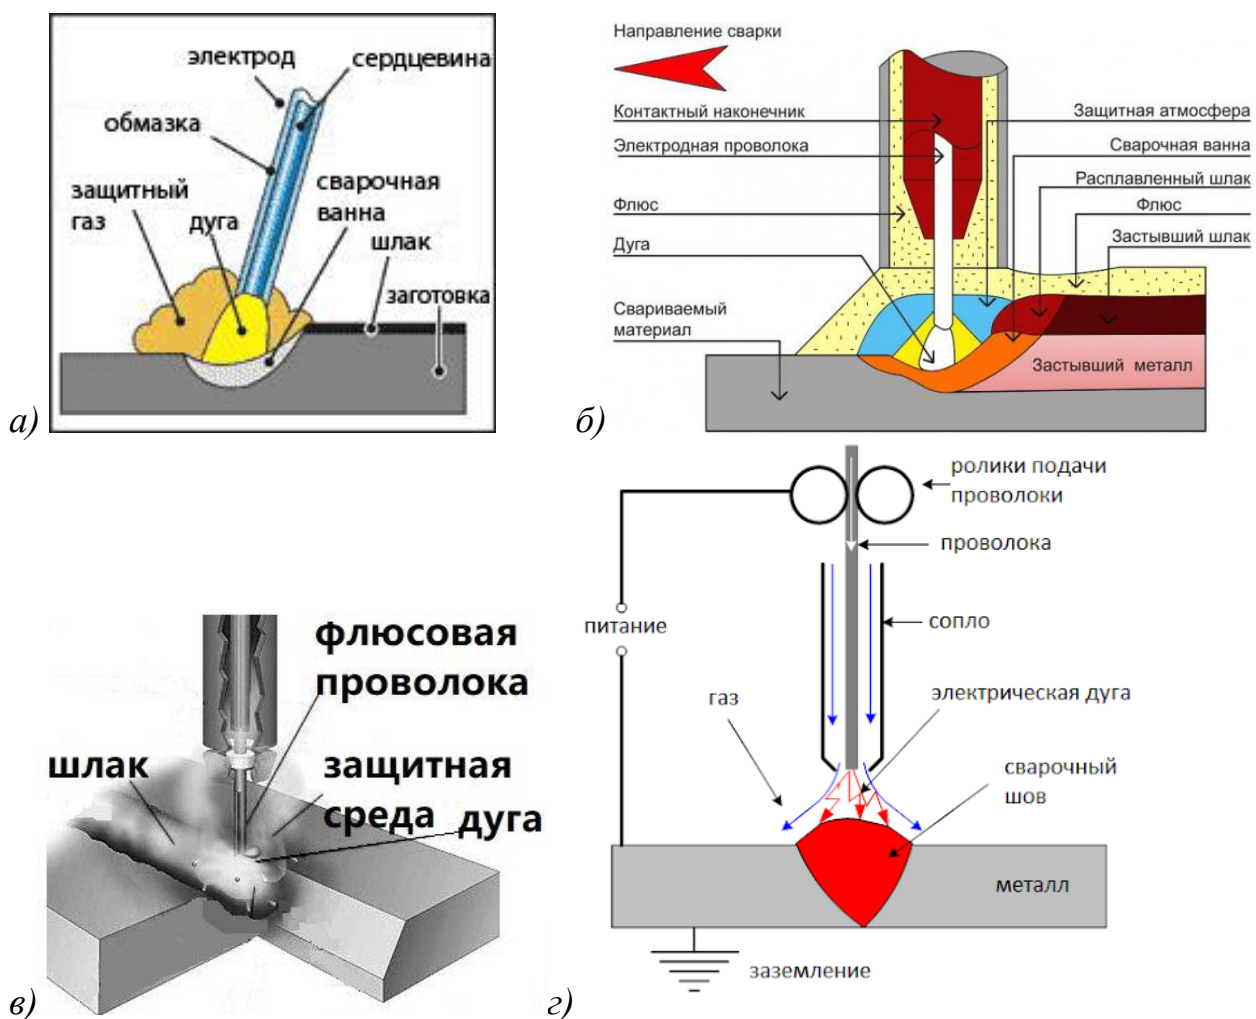 электрод
сердцевина
обмазка
защитный
газ
дуга
сварочная
ванна
шлак
заготовка
а)
Направление сварки
Контактный наконечник
Электродная проволока
Флюс
Дуга
Свариваемый
материал
Защитная атмосфера
Сварочная ванна
Расплавленный шлак
Флюс
Застывший шлак
Застывший металл
б)
флюсовая
проволока
шлак
защитная
среда
дуга
в)
ролики подачи
проволоки
проволока
питание
сопло
газ
электрическая дуга
сварочный
шов
металл
заземление
г)